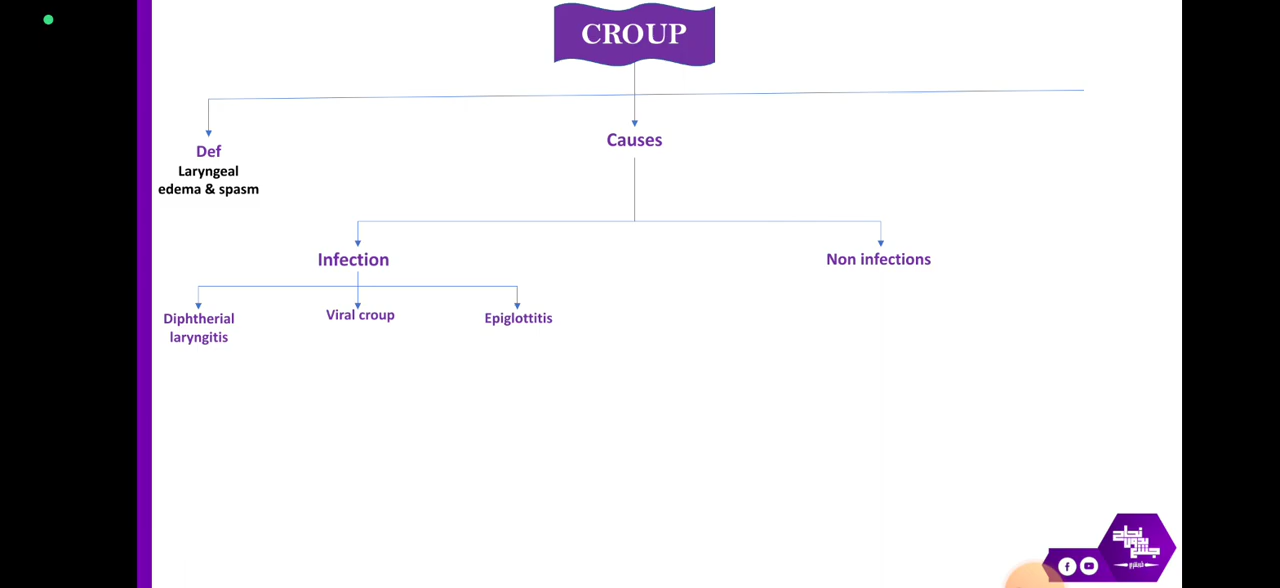 CROUP
Def
Laryngeal
edema & spasm
Causes
Infection
Non infections
Diphtherial
laryngitis
Viral croup
Epiglottitis